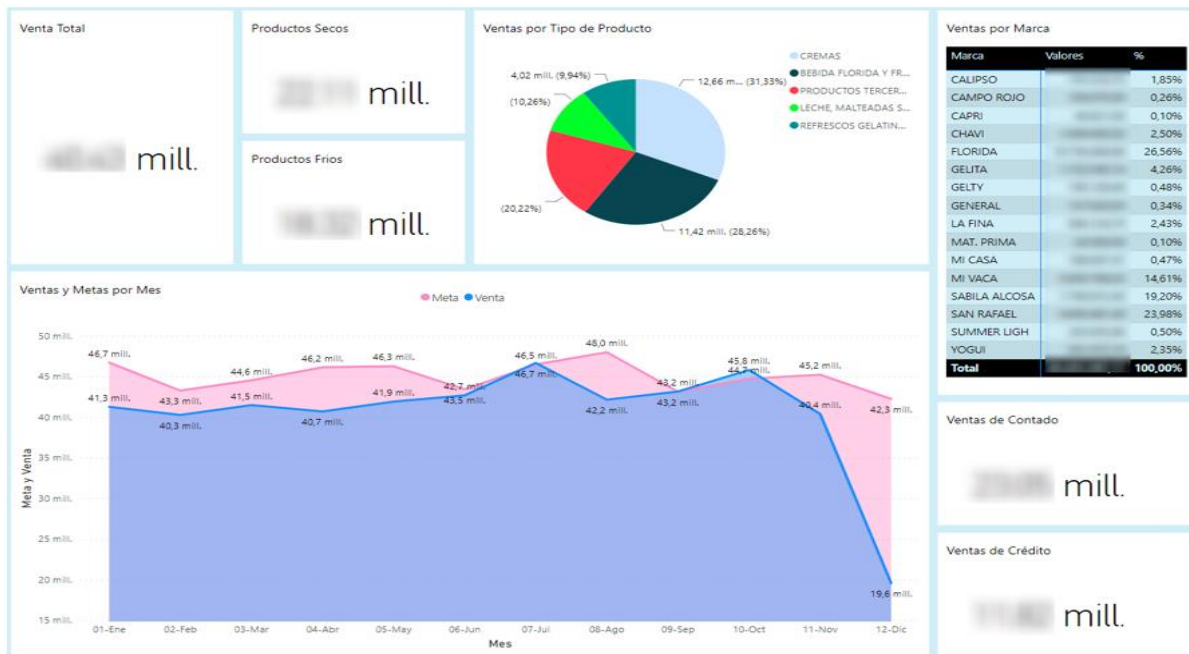 Venta Total
mill.
Productos Secos
mill.
Productos Frios
mill.
Ventas por Tipo de Producto
4,02 mill. (9,94%)
(10,26%)
(20,22%)
12,66 m... (31,33%)
11,42 mill. (28,26%)
CREMAS
BEBIDA FLORIDA Y FR...
PRODUCTOS TERCER...
LECHE, MALTEADAS S...
REFRESCOS GELATIN...
Ventas por Marca
Marca Valores %
CALIPSO 1,85%
CAMPO ROJO 0,26%
CAPRI 0,10%
CHAVI 2,50%
FLORIDA 26,56%
GELITA 4,26%
GELTY 0,48%
GENERAL 0,34%
LA FINA 2,43%
MAT. PRIMA 0,10%
MI CASA 0,47%
MI VACA 14,61%
SABILA ALCOSA 19,20%
SAN RAFAEL 23,98%
SUMMER LIGH 0,50%
YOGUI 2,35%
Total 100,00%
Ventas y Metas por Mes
Meta Venta
Meta y Venta
50 mill.
45 mill.
40 mill.
35 mill.
30 mill.
25 mill.
20 mill.
15 mill.
46,7 mill.
43,3 mill.
44,6 mill.
46,2 mill.
46,3 mill.
42,7 mill.
46,5 mill.
48,0 mill.
43,2 mill.
45,8 mill.
44,7 mill.
45,2 mill.
42,3 mill.
41,3 mill.
40,3 mill.
41,5 mill.
40,7 mill.
41,9 mill.
43,5 mill.
46,7 mill.
42,2 mill.
43,2 mill.
40,4 mill.
19,6 mill.
01-Ene 02-Feb 03-Mar 04-Abr 05-May 06-Jun 07-Jul 08-Ago 09-Sep 10-Oct 11-Nov 12-Dic
Mes
Ventas de Contado
mill.
Ventas de Crédito
mill.